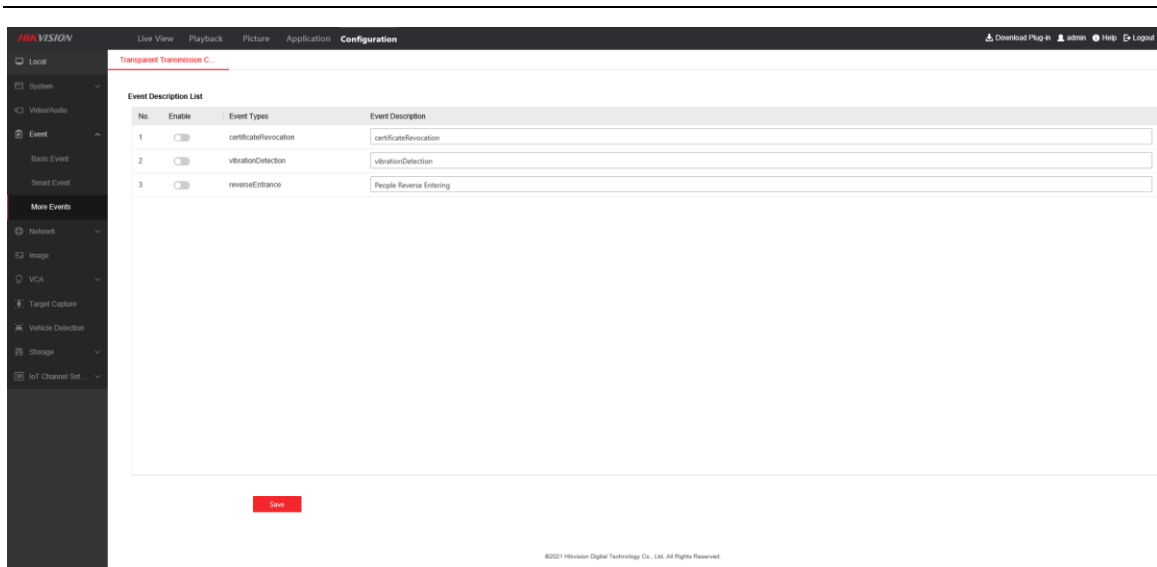 HIKVISION Live View Playback Picture Application Configuration Download Plug-in admin Help Logout
Local
Transparent Transmission C...
System
Event Description List
Video/Audio
No. Enable Event Types Event Description
Event
1 certificateRevocation certificateRevocation
Basic Event
2 vibrationDetection vibrationDetection
Smart Event
3 reverseEntrance People Reverse Entering
More Events
Network
Image
VCA
Target Capture
Vehicle Detection
Storage
IoT Channel Set...
Save
©2021 Hikvision Digital Technology Co., Ltd. All Rights Reserved.